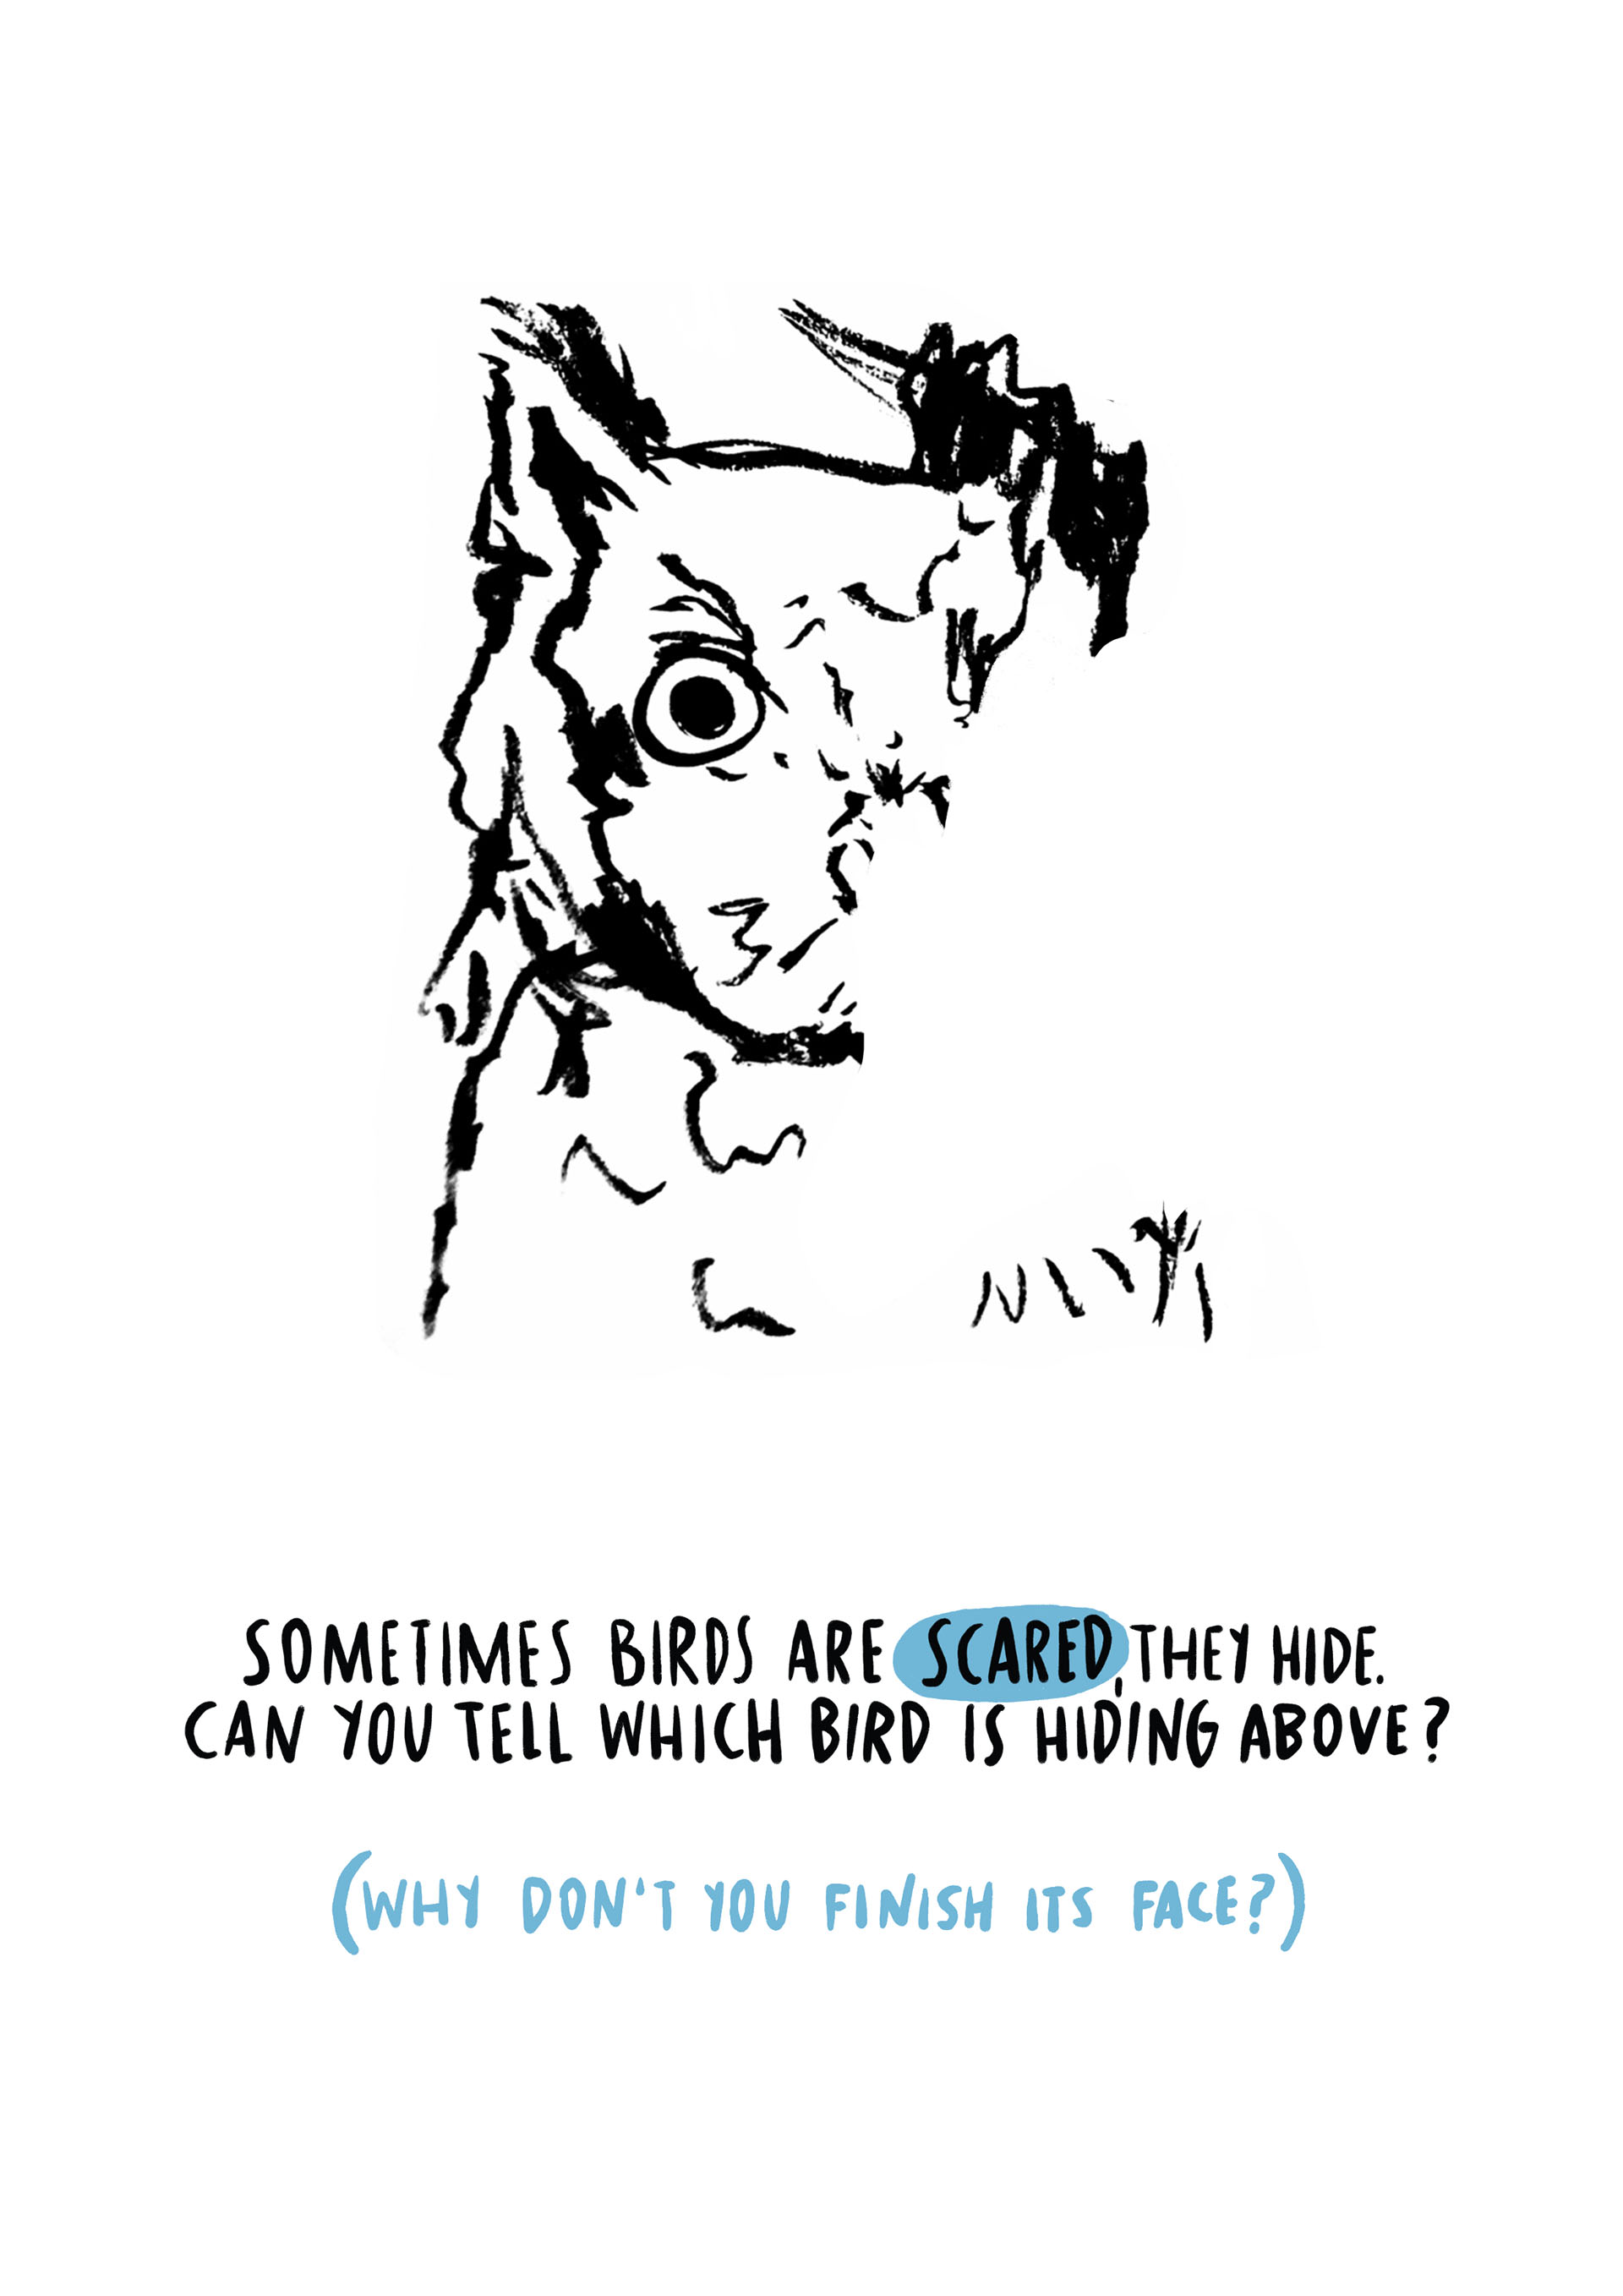 SOMETIMES BIRDS ARE SCARED, THEY HIDE.
CAN YOU TELL WHICH BIRD IS HIDING ABOVE?
(WHY DON'T YOU FINISH ITS FACE?)